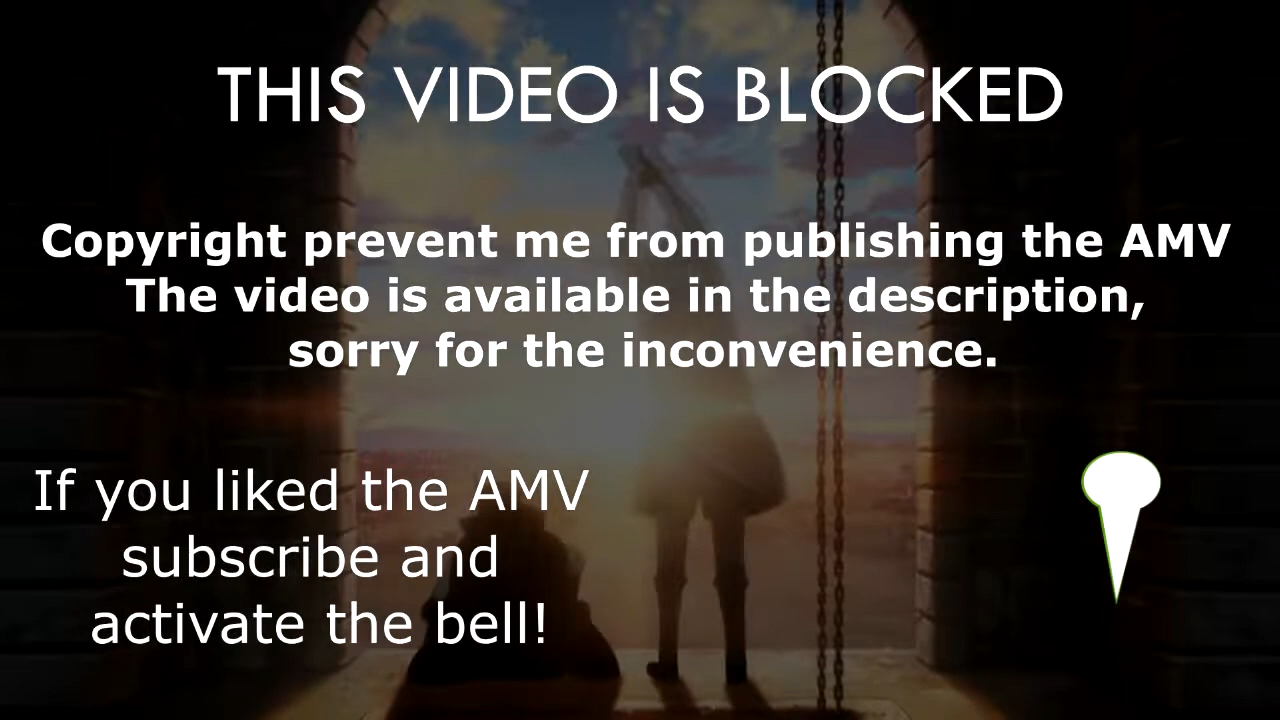 THIS VIDEO IS BLOCKED
Copyright prevent me from publishing the AMV
The video is available in the description,
sorry for the inconvenience.
If you liked the AMV
subscribe and
activate the bell!